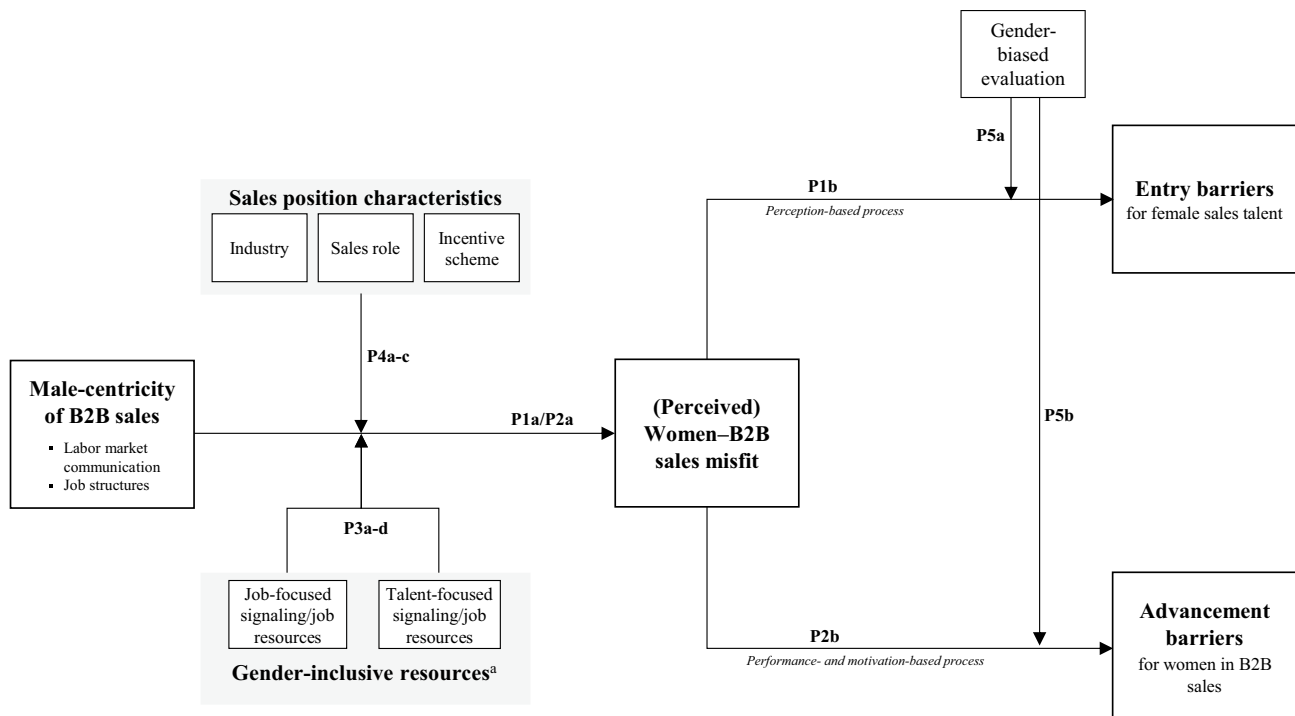 Gender-
biased
evaluation
P5a
Sales position characteristics
Industry
Sales role
Incentive
scheme
P1b
Perception-based process
Entry barriers
for female sales talent
P4a-c
Male-centricity
of B2B sales
▪ Labor market
communication
▪ Job structures
P1a/P2a
(Perceived)
Women–B2B
sales misfit
P5b
P3a-d
Job-focused
signaling/job
resources
Talent-focused
signaling/job
resources
Gender-inclusive resourcesᵃ
P2b
Performance- and motivation-based process
Advancement
barriers
for women in B2B
sales